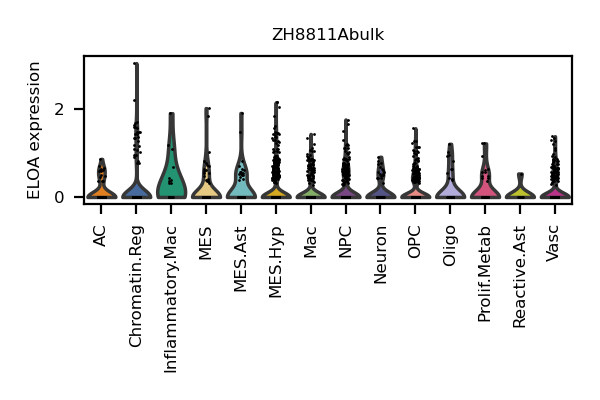 ZH8811Abulk
ELOA expression
2
0
AC
Chromatin.Reg
Inflammatory.Mac
MES
MES.Ast
MES.Hyp
Mac
NPC
Neuron
OPC
Oligo
Prolif.Metab
Reactive.Ast
Vasc